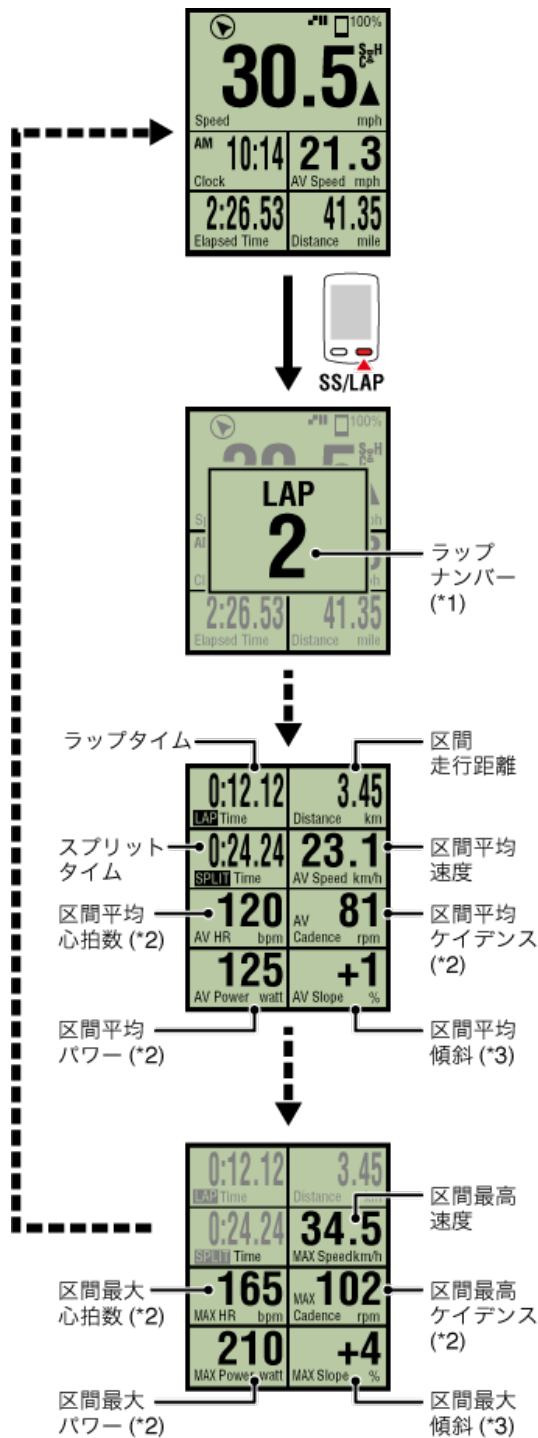 100%
30.5
S
C
H
Speed mph
AM 10:14
Clock
21.3
AV Speed mph
2:26.53
Elapsed Time
41.35
Distance mile
SS/LAP
100%
LAP
2
2:26.53
Elapsed Time
41.35
Distance mile
ラップ
ナンバー
(*1)
ラップタイム
区間
走行距離
0:12.12
LAP Time
3.45
Distance km
スプリット
タイム
0:24.24
SPLIT Time
23.1
AV Speed km/h
区間平均
速度
区間平均
心拍数 (*2)
120
AV HR bpm
AV 81
Cadence rpm
区間平均
ケイデンス
(*2)
125
AV Power watt
+1
AV Slope %
区間平均
パワー (*2)
区間平均
傾斜 (*3)
0:12.12
LAP Time
3.45
Distance km
0:24.24
SPLIT Time
34.5
MAX Speed km/h
区間最高
速度
区間最大
心拍数 (*2)
165
MAX HR bpm
MAX 102
Cadence rpm
区間最高
ケイデンス
(*2)
210
MAX Power watt
+4
MAX Slope %
区間最大
パワー (*2)
区間最大
傾斜 (*3)